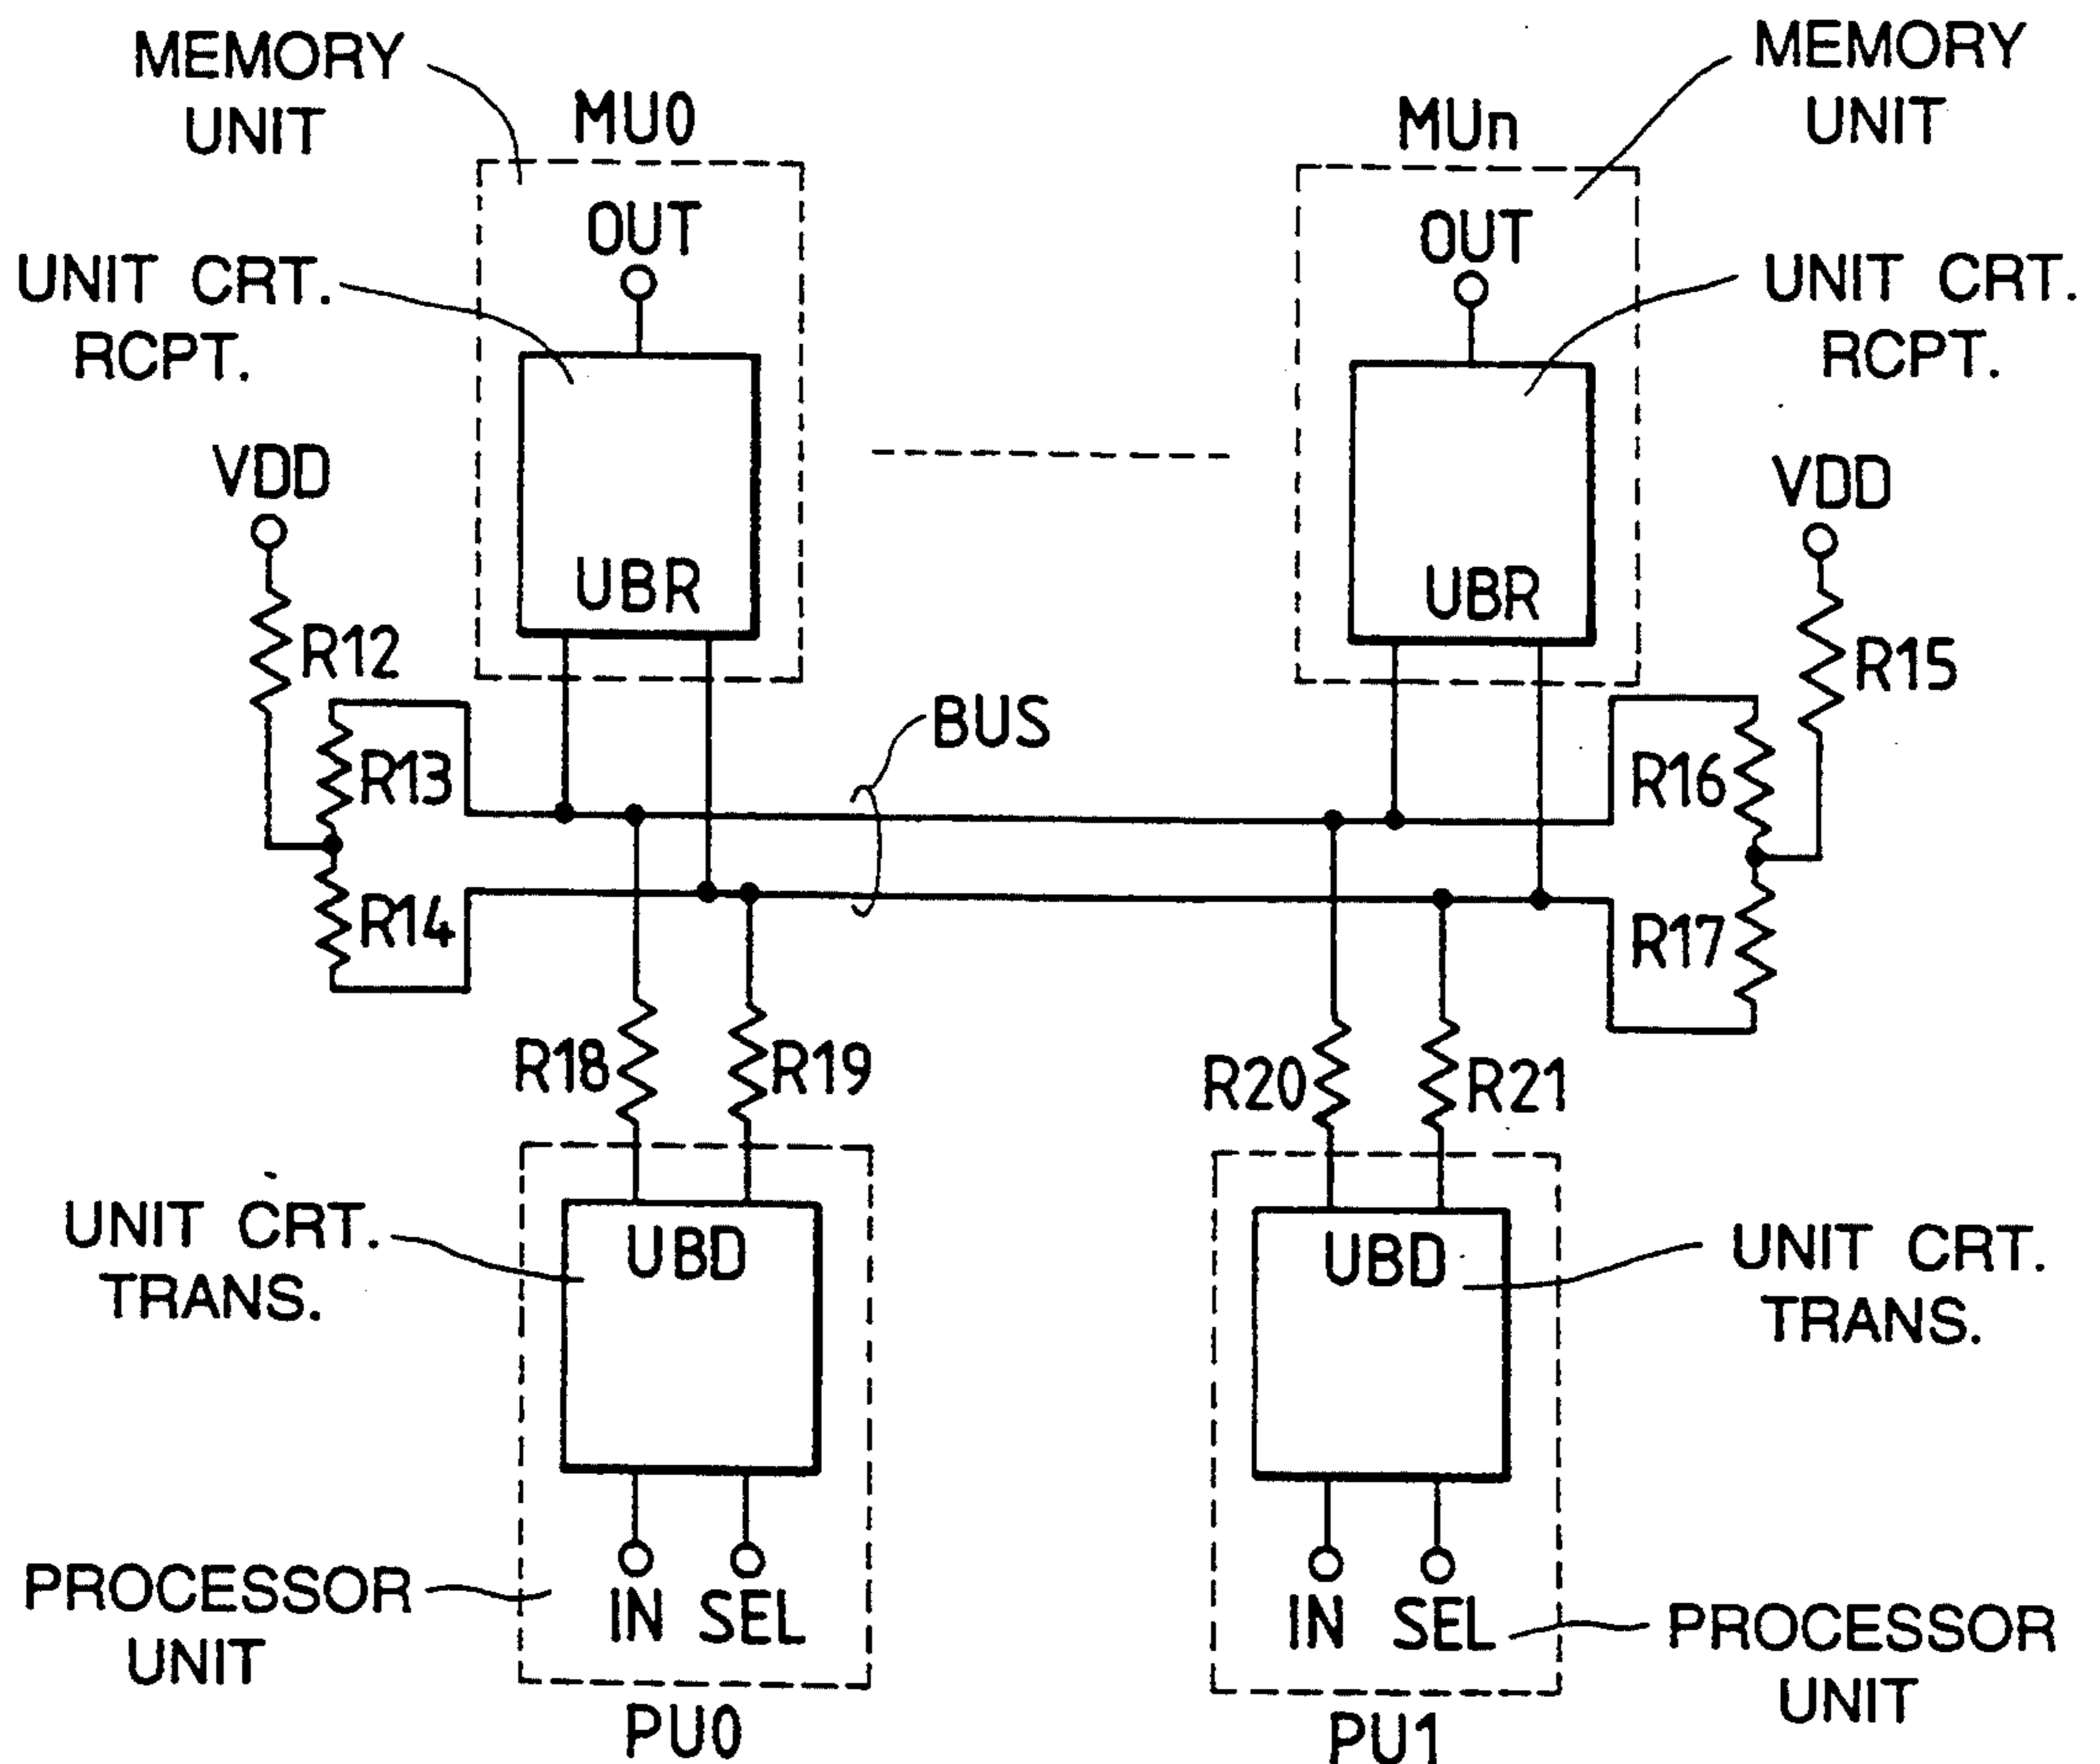 MEMORY
UNIT
MU0
MUn
MEMORY
UNIT
OUT
OUT
UNIT CRT.
RCPT.
UNIT CRT.
RCPT.
VDD
VDD
UBR
UBR
R12
R15
BUS
R13
R16
R14
R17
R18
R19
R20
R21
UNIT CRT.
TRANS.
UBD
UBD
UNIT CRT.
TRANS.
PROCESSOR
UNIT
IN SEL
IN SEL
PROCESSOR
UNIT
PU0
PU1